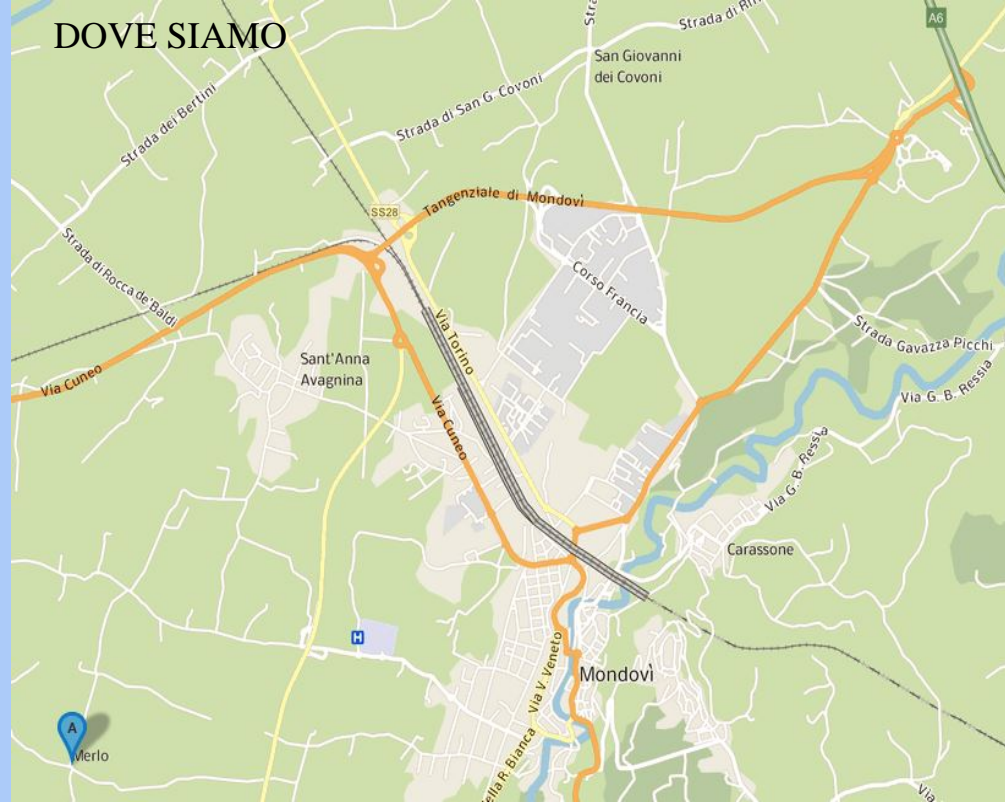 DOVE SIAMO
A6
Strada di
San Giovanni
dei Covoni
Strada di San G. Covoni
Strada dei Bertini
SS28
Tangenziale di Mondovì
Strada di Rocca de Baldi
Corso Francia
Via Torino
Strada Gavazza Picchi
Sant'Anna
Avagnina
Via Cuneo
Via G. B. Ressia
Via Cuneo
Via G. B. Ressia
Carassone
H
Via V. Veneto
Mondovì
A
Merlo
R. Bianca
Via